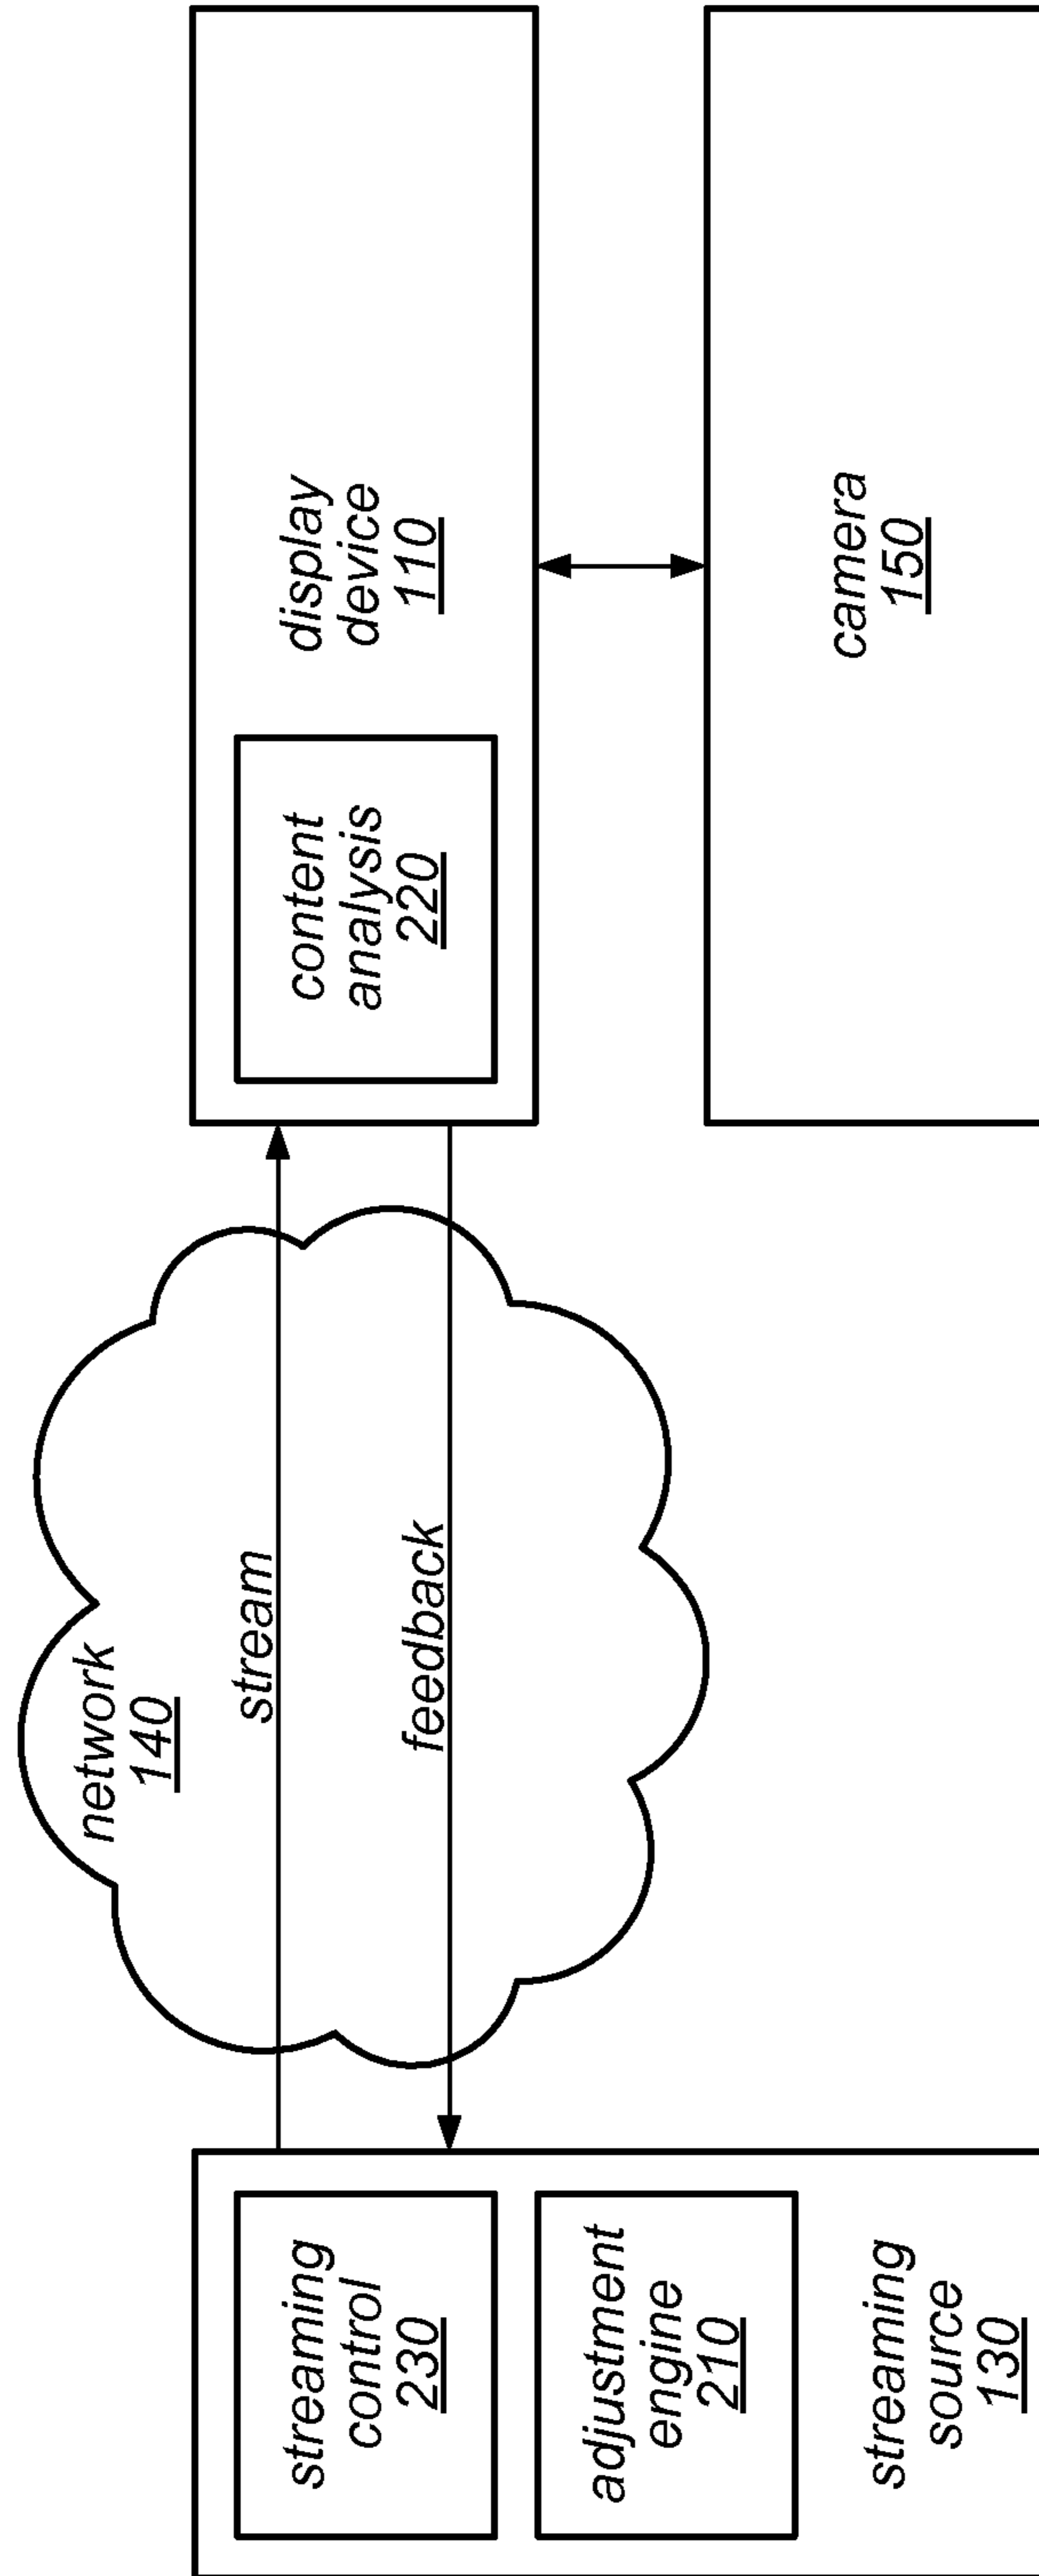 streaming
control
230
adjustment
engine
210
streaming
source
130
network
140
stream
feedback
content
analysis
220
display
device
110
camera
150